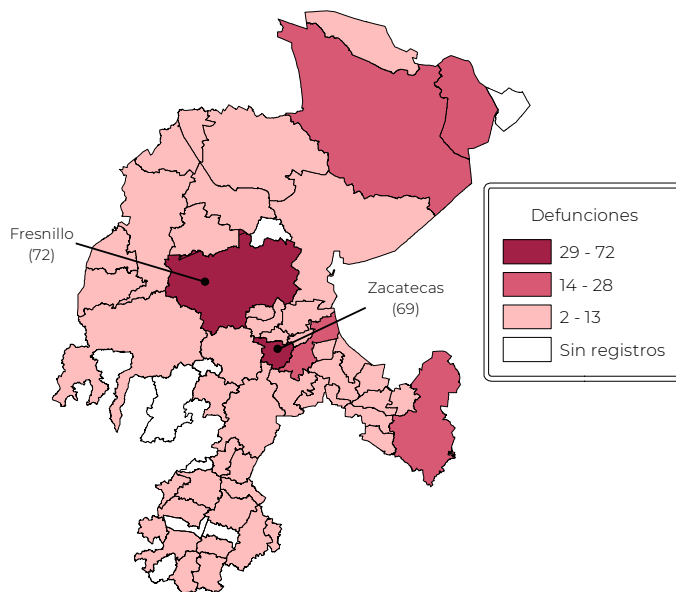 Fresnillo
(72)
Zacatecas
(69)
Defunciones
29 - 72
14 - 28
2 - 13
Sin registros